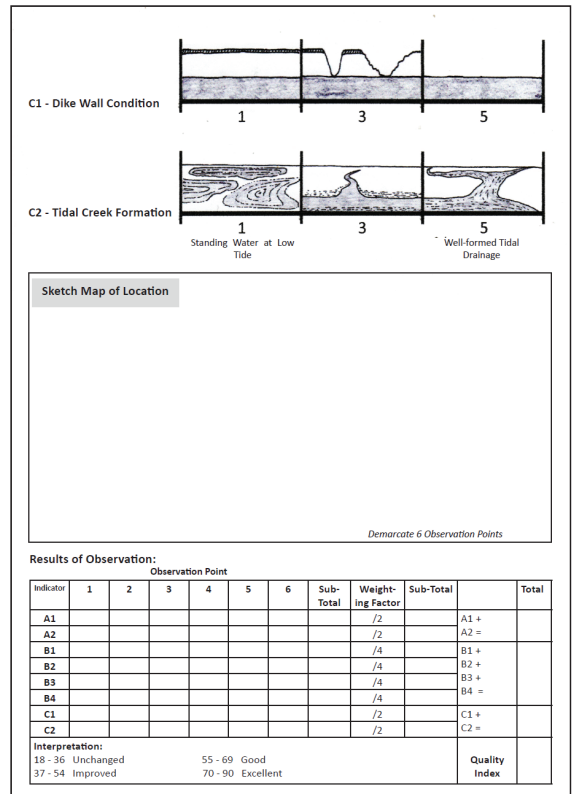 C1 - Dike Wall Condition
1 3 5
C2 - Tidal Creek Formation
1 3 5
Standing Water at Low Tide
Well-formed Tidal Drainage
Sketch Map of Location
Demarcate 6 Observation Points
Results of Observation:
Observation Point
Indicator 1 2 3 4 5 6 Sub-Total Weight-ing Factor Sub-Total Total
A1 /2 A1 +
A2 /2 A2 =
B1 /4 B1 +
B2 /4 B2 +
B3 /4 B3 +
B4 /4 B4 =
C1 /2 C1 +
C2 /2 C2 =
Interpretation:
18 - 36 Unchanged 55 - 69 Good
37 - 54 Improved 70 - 90 Excellent
Quality Index